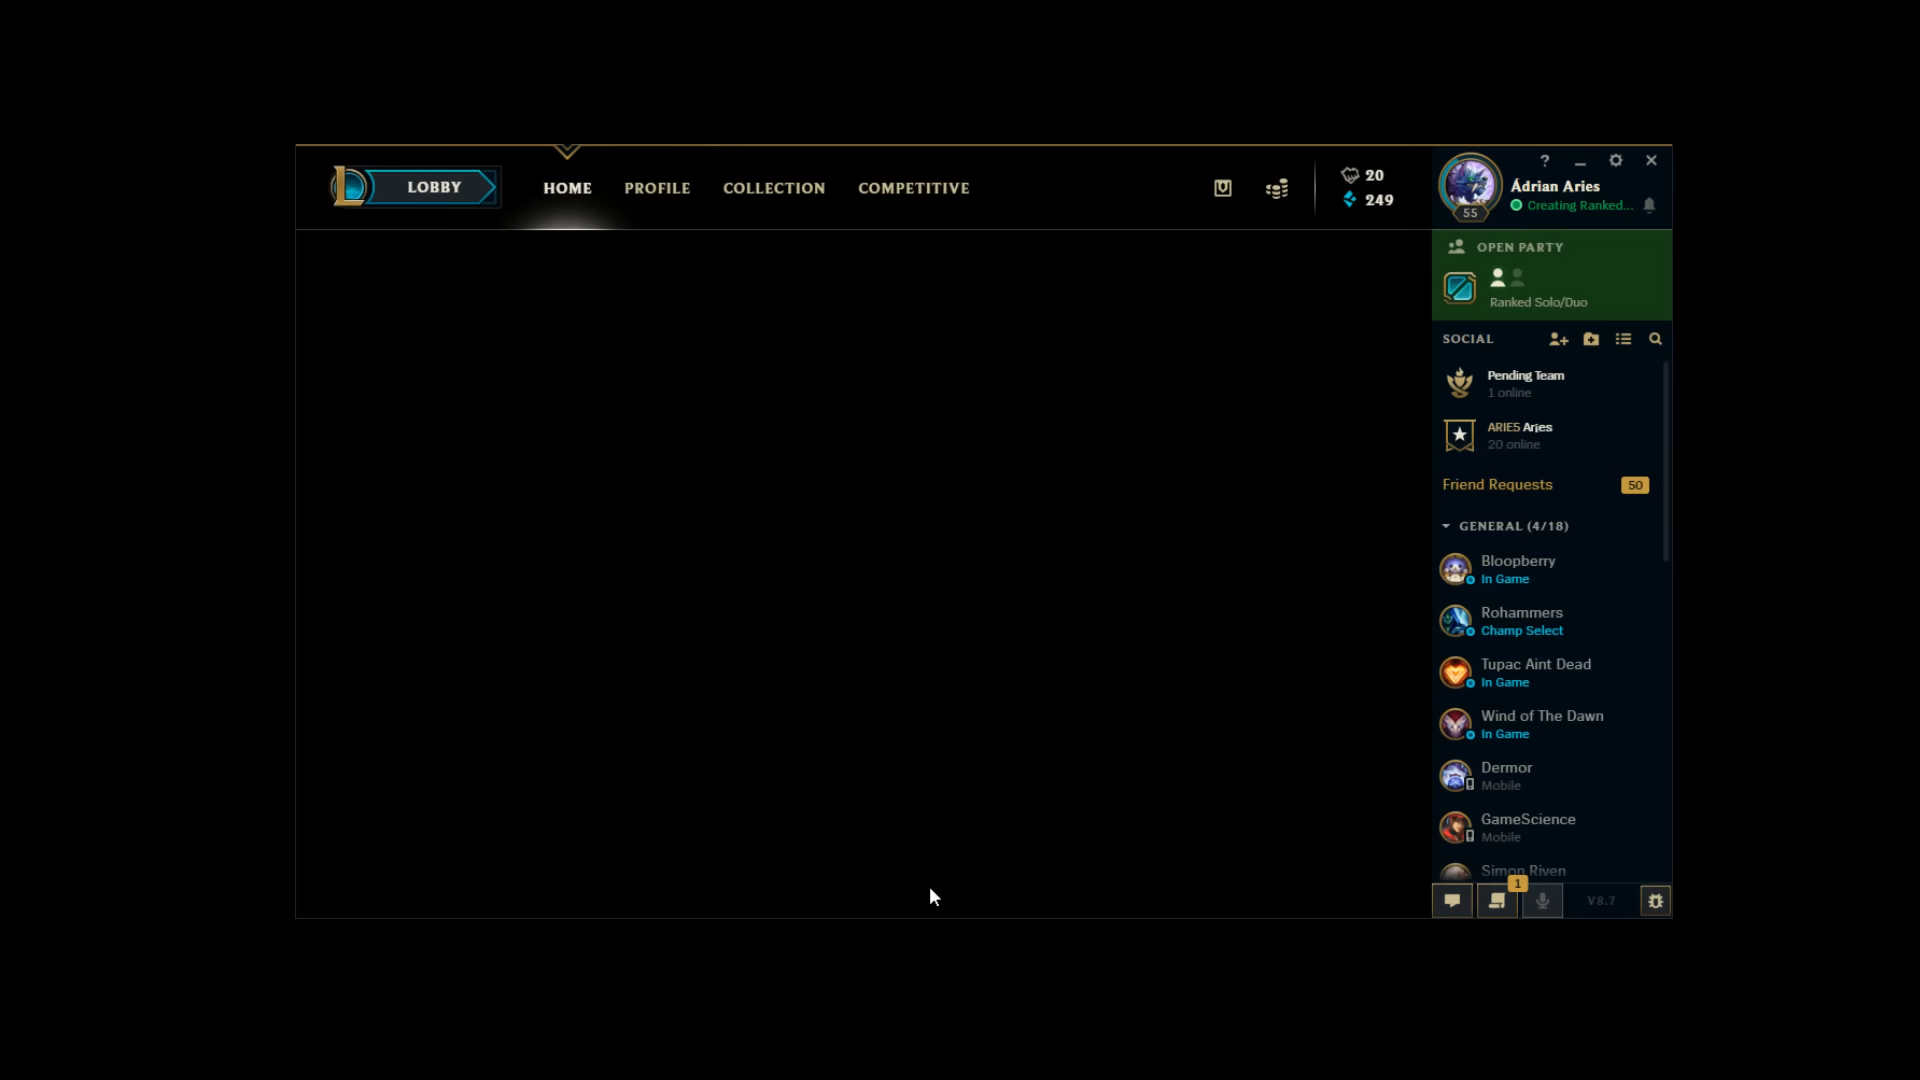 LOBBY
HOME
PROFILE
COLLECTION
COMPETITIVE
20
249
?
55
Ádrian Aries
Creating Ranked...
OPEN PARTY
Ranked Solo/Duo
SOCIAL
Pending Team
1 online
ARIES Aries
20 online
Friend Requests
50
GENERAL (4/18)
Bloopberry
In Game
Rohammers
Champ Select
Tupac Aint Dead
In Game
Wind of The Dawn
In Game
Dermor
Mobile
GameScience
Mobile
Simon Riven
1
V8.7